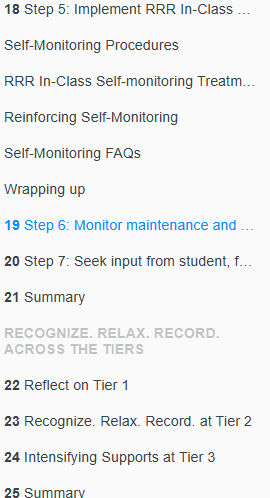 18 Step 5: Implement RRR In-Class ...
Self-Monitoring Procedures
RRR In-Class Self-monitoring Treatm...
Reinforcing Self-Monitoring
Self-Monitoring FAQs
Wrapping up
19 Step 6: Monitor maintenance and ...
20 Step 7: Seek input from student, f...
21 Summary
RECOGNIZE. RELAX. RECORD.
ACROSS THE TIERS
22 Reflect on Tier 1
23 Recognize. Relax. Record. at Tier 2
24 Intensifying Supports at Tier 3
25 Summary